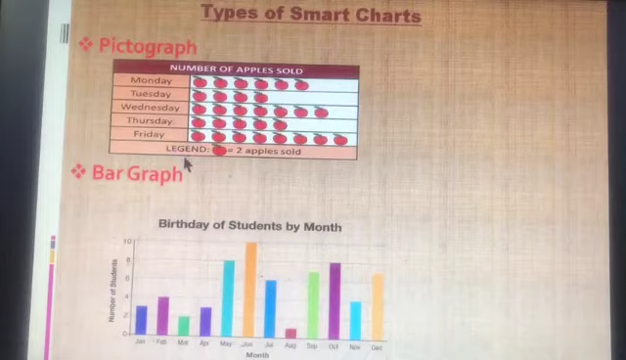 Types of Smart Charts
❖ Pictograph
NUMBER OF APPLES SOLD
Monday
Tuesday
Wednesday
Thursday
Friday
LEGEND: = 2 apples sold
❖ Bar Graph
Birthday of Students by Month
Number of Students
10
8
6
4
2
0
Jan Feb Mar Apr May Jun Jul Aug Sep Oct Nov Dec
Month